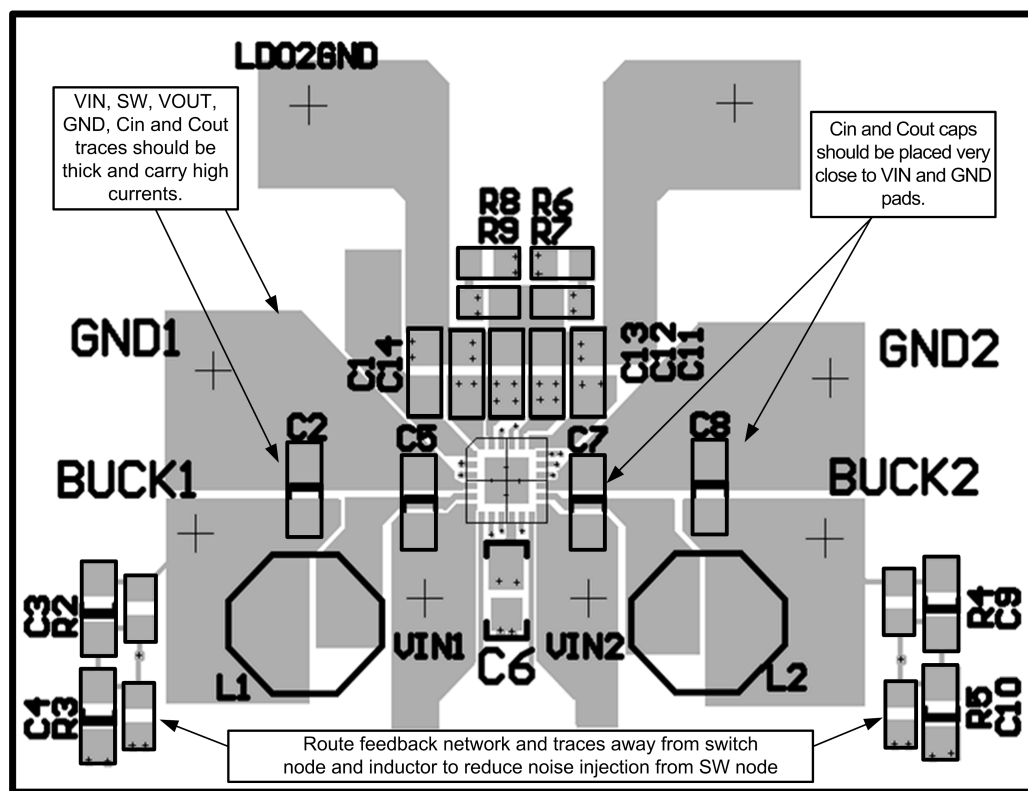 LDO2GND
VIN, SW, VOUT,
GND, Cin and Cout
traces should be
thick and carry high
currents.
Cin and Cout caps
should be placed very
close to VIN and GND
pads.
R8 R6
R9 R7
GND1
C1
C14
C13
C12
C11
GND2
C2
C5
C7
C8
BUCK1
BUCK2
C3
R2
R4
C9
VIN1
C6
VIN2
L1
L2
C4
R3
R5
C10
Route feedback network and traces away from switch
node and inductor to reduce noise injection from SW node